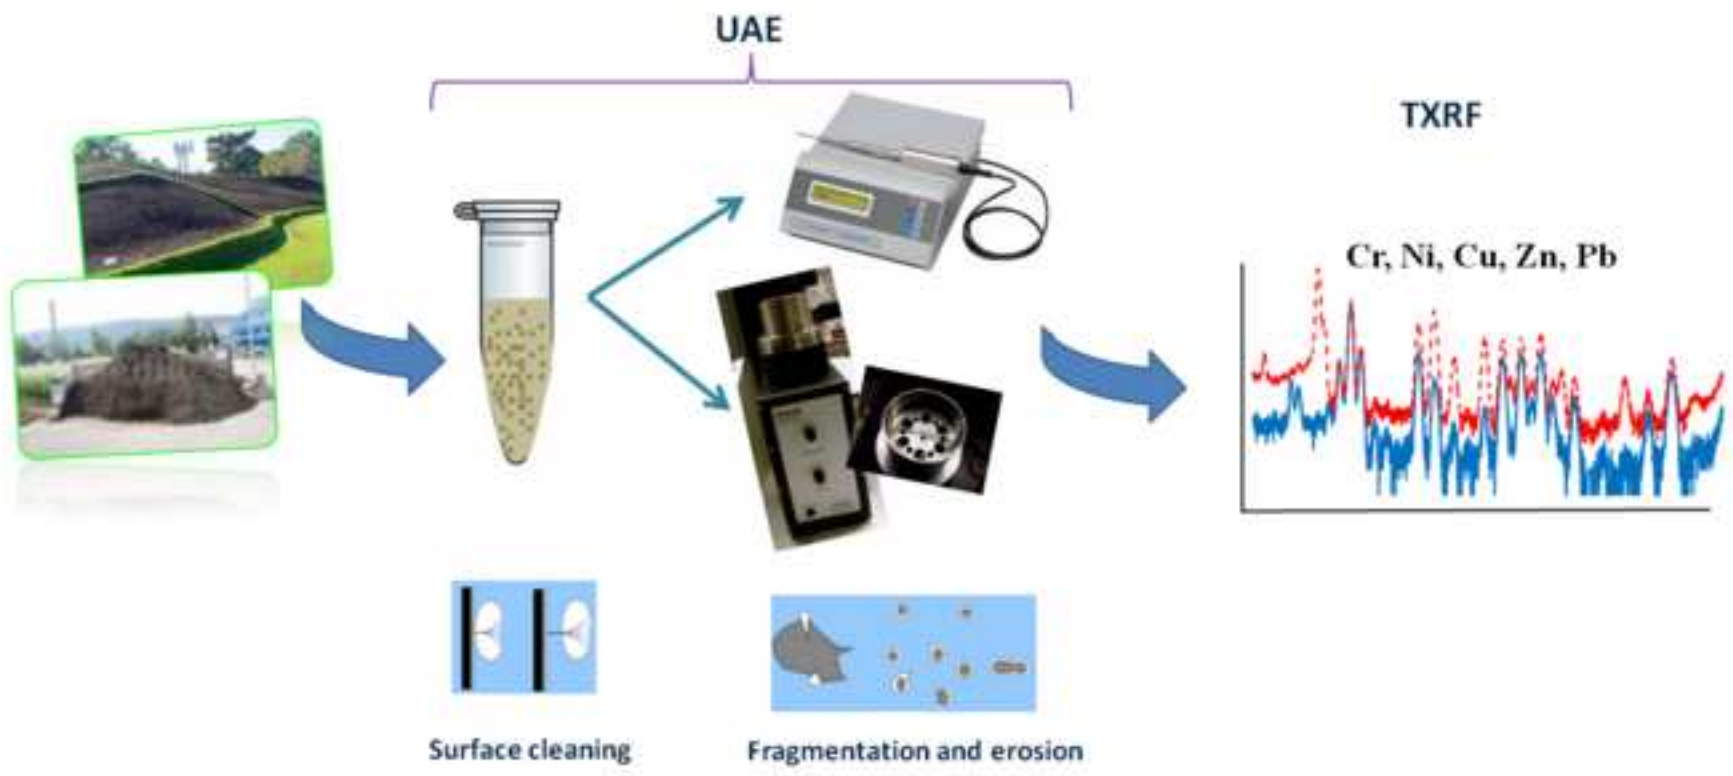 UAE
TXRF
Cr, Ni, Cu, Zn, Pb
Surface cleaning
Fragmentation and erosion